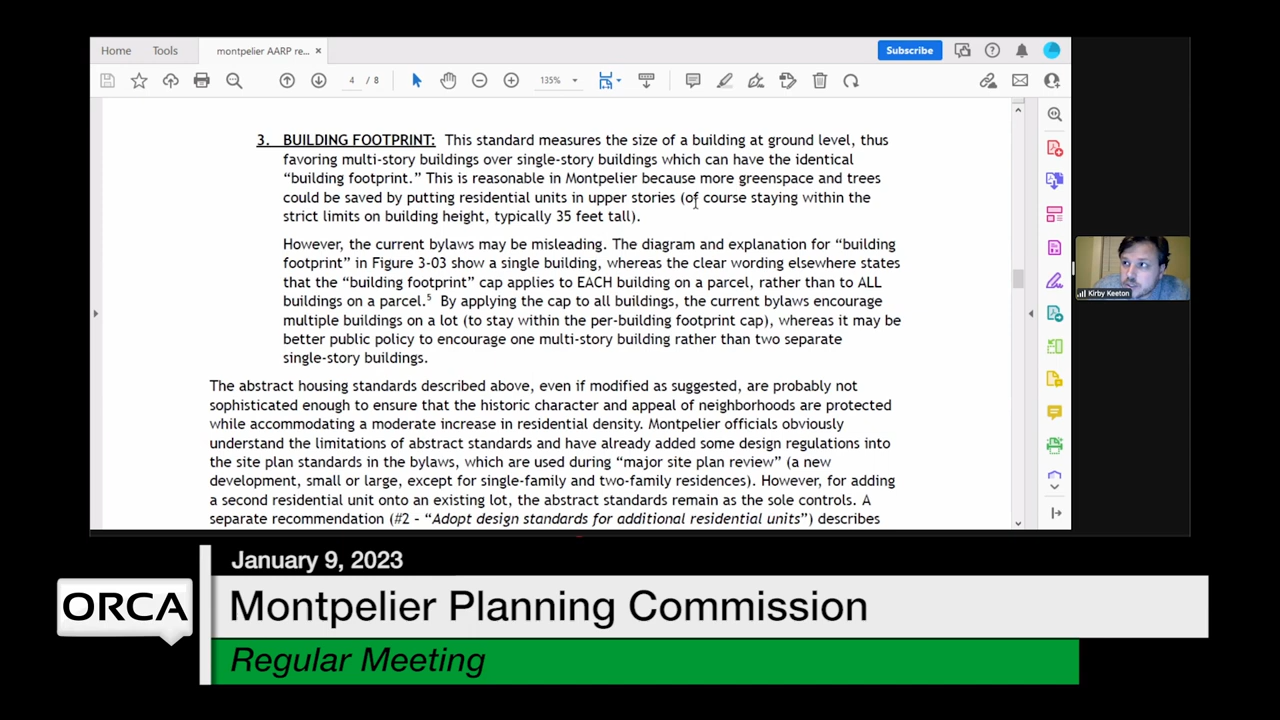 Home Tools montpelier AARP re... × Subscribe
4 / 8 135%
3. BUILDING FOOTPRINT: This standard measures the size of a building at ground level, thus
favoring multi-story buildings over single-story buildings which can have the identical
“building footprint.” This is reasonable in Montpelier because more greenspace and trees
could be saved by putting residential units in upper stories (of course staying within the
strict limits on building height, typically 35 feet tall).
However, the current bylaws may be misleading. The diagram and explanation for “building
footprint” in Figure 3-03 show a single building, whereas the clear wording elsewhere states
that the “building footprint” cap applies to EACH building on a parcel, rather than to ALL
buildings on a parcel.⁵ By applying the cap to all buildings, the current bylaws encourage
multiple buildings on a lot (to stay within the per-building footprint cap), whereas it may be
better public policy to encourage one multi-story building rather than two separate
single-story buildings.
The abstract housing standards described above, even if modified as suggested, are probably not
sophisticated enough to ensure that the historic character and appeal of neighborhoods are protected
while accommodating a moderate increase in residential density. Montpelier officials obviously
understand the limitations of abstract standards and have already added some design regulations into
the site plan standards in the bylaws, which are used during “major site plan review” (a new
development, small or large, except for single-family and two-family residences). However, for adding
a second residential unit onto an existing lot, the abstract standards remain as the sole controls. A
separate recommendation (#2 - “Adopt design standards for additional residential units”) describes
Kirby Keeton
January 9, 2023
ORCA
Montpelier Planning Commission
Regular Meeting